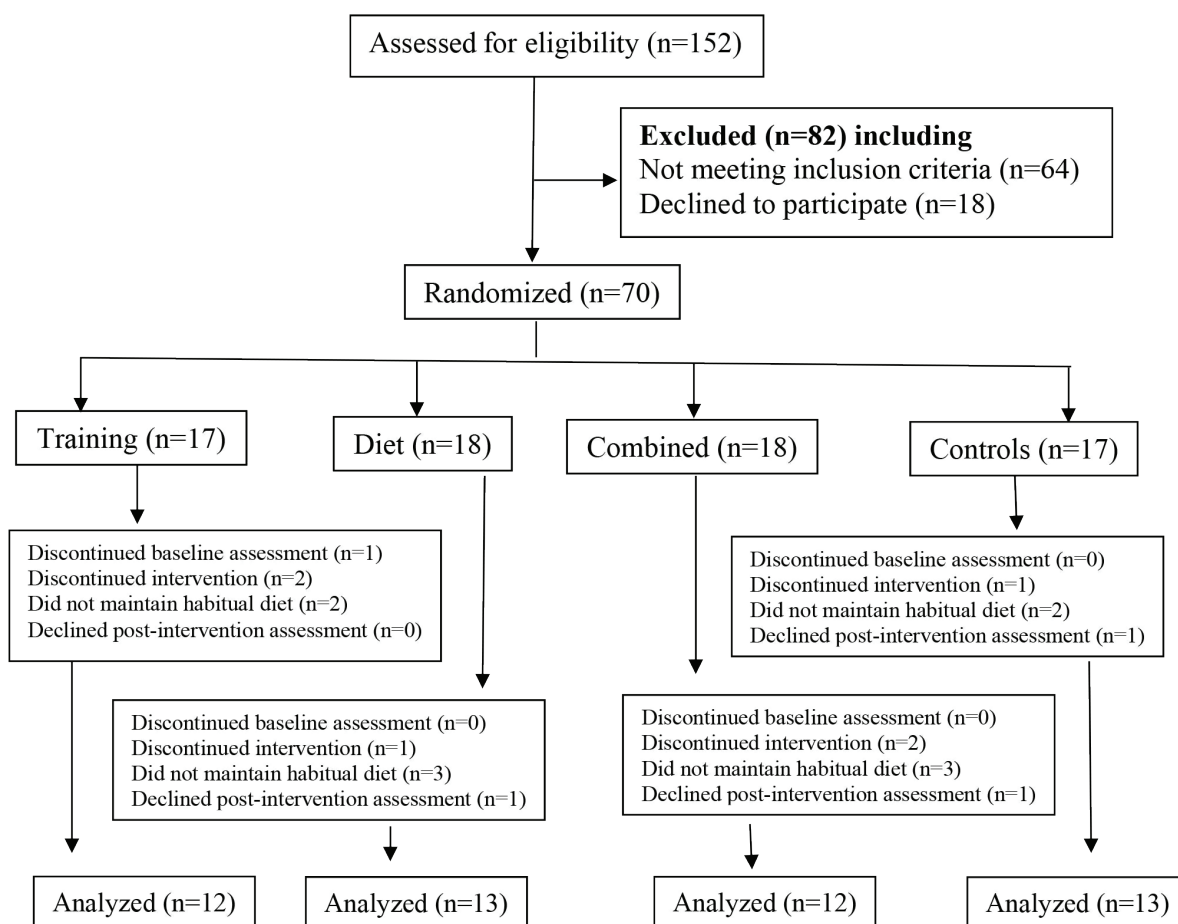 Assessed for eligibility (n=152)
Excluded (n=82) including
Not meeting inclusion criteria (n=64)
Declined to participate (n=18)
Randomized (n=70)
Training (n=17)
Diet (n=18)
Combined (n=18)
Controls (n=17)
Discontinued baseline assessment (n=1)
Discontinued intervention (n=2)
Did not maintain habitual diet (n=2)
Declined post-intervention assessment (n=0)
Discontinued baseline assessment (n=0)
Discontinued intervention (n=1)
Did not maintain habitual diet (n=3)
Declined post-intervention assessment (n=1)
Discontinued baseline assessment (n=0)
Discontinued intervention (n=2)
Did not maintain habitual diet (n=3)
Declined post-intervention assessment (n=1)
Discontinued baseline assessment (n=0)
Discontinued intervention (n=1)
Did not maintain habitual diet (n=2)
Declined post-intervention assessment (n=1)
Analyzed (n=12)
Analyzed (n=13)
Analyzed (n=12)
Analyzed (n=13)